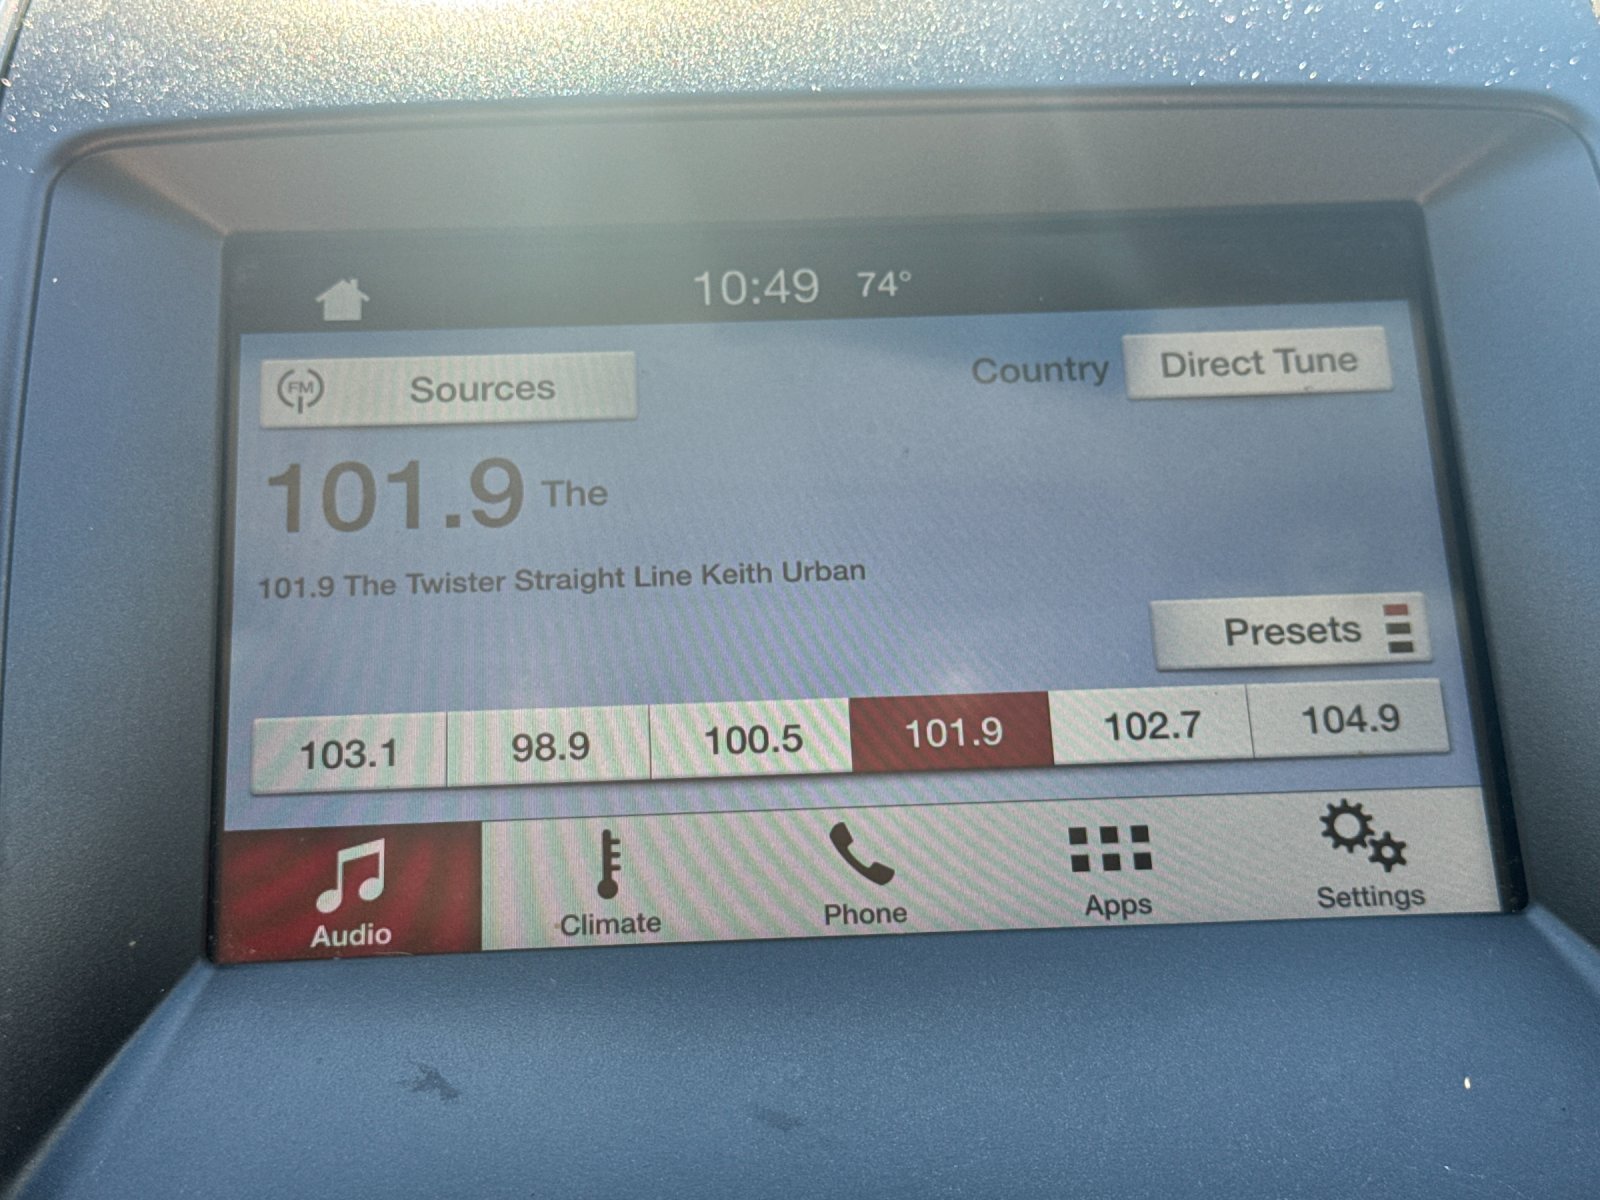 10:49 74°
FM Sources
Country Direct Tune
101.9 The
101.9 The Twister Straight Line Keith Urban
Presets
103.1 98.9 100.5 101.9 102.7 104.9
Audio Climate Phone Apps Settings